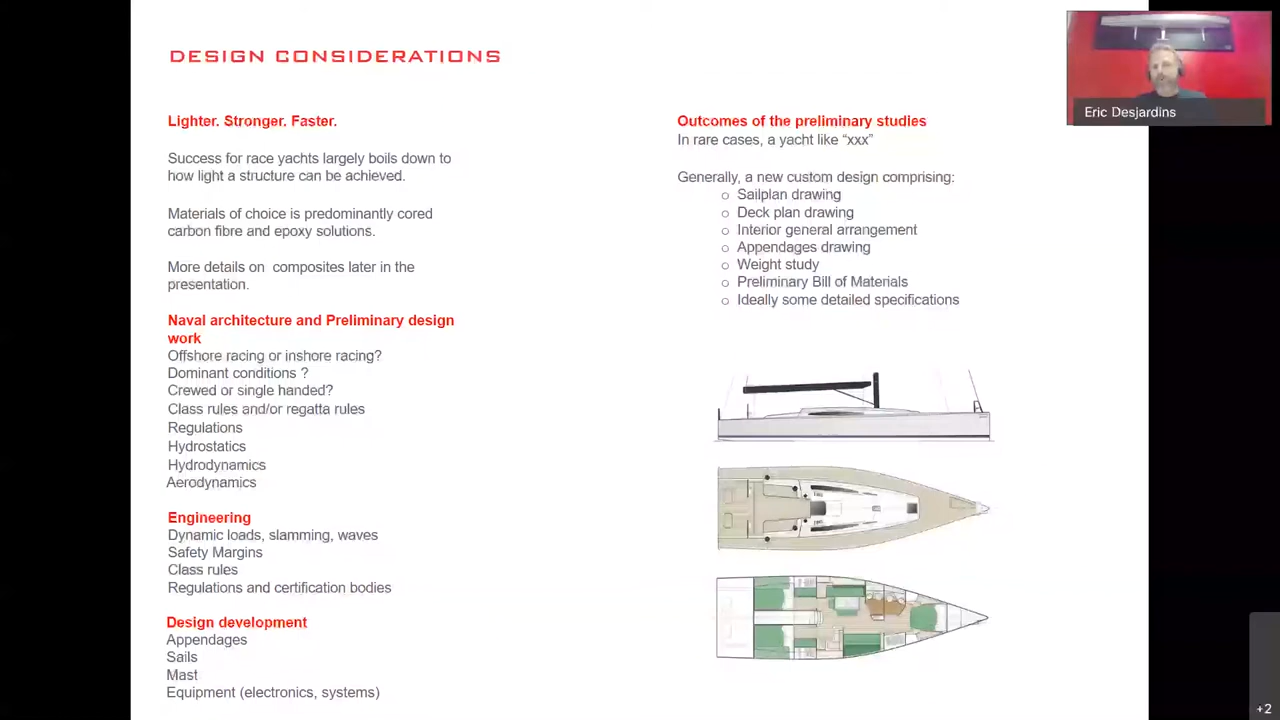 DESIGN CONSIDERATIONS
Lighter. Stronger. Faster.
Success for race yachts largely boils down to
how light a structure can be achieved.
Materials of choice is predominantly cored
carbon fibre and epoxy solutions.
More details on  composites later in the
presentation.
Naval architecture and Preliminary design
work
Offshore racing or inshore racing?
Dominant conditions ?
Crewed or single handed?
Class rules and/or regatta rules
Regulations
Hydrostatics
Hydrodynamics
Aerodynamics
Engineering
Dynamic loads, slamming, waves
Safety Margins
Class rules
Regulations and certification bodies
Design development
Appendages
Sails
Mast
Equipment (electronics, systems)
Outcomes of the preliminary studies
In rare cases, a yacht like “xxx”
Generally, a new custom design comprising:
o Sailplan drawing
o Deck plan drawing
o Interior general arrangement
o Appendages drawing
o Weight study
o Preliminary Bill of Materials
o Ideally some detailed specifications
Eric Desjardins
+2